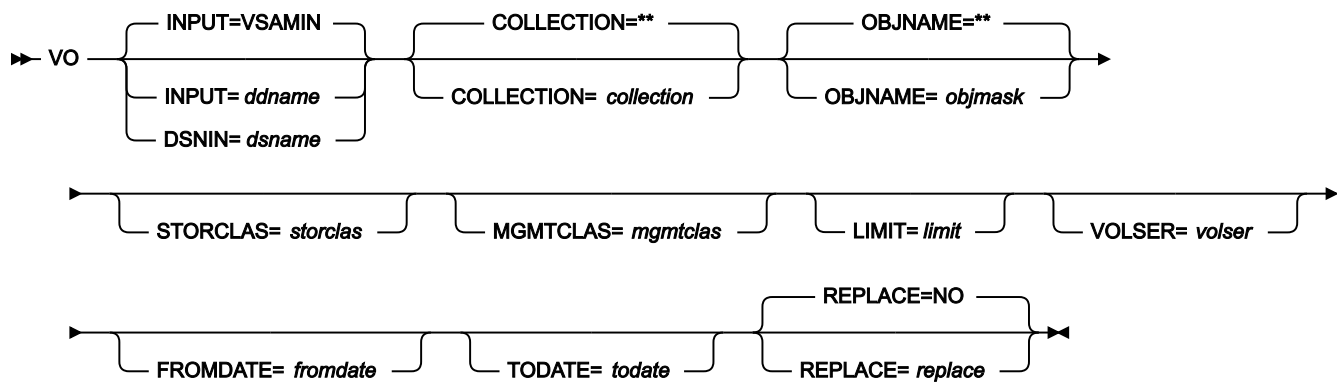 INPUT=VSAMIN COLLECTION=** OBJNAME=**
VO
INPUT= ddname COLLECTION= collection OBJNAME= objmask
DSNIN= dsname
STORCLAS= storclas MGMTCLAS= mgmtclas LIMIT= limit VOLSER= volser
REPLACE=NO
FROMDATE= fromdate TODATE= todate REPLACE= replace